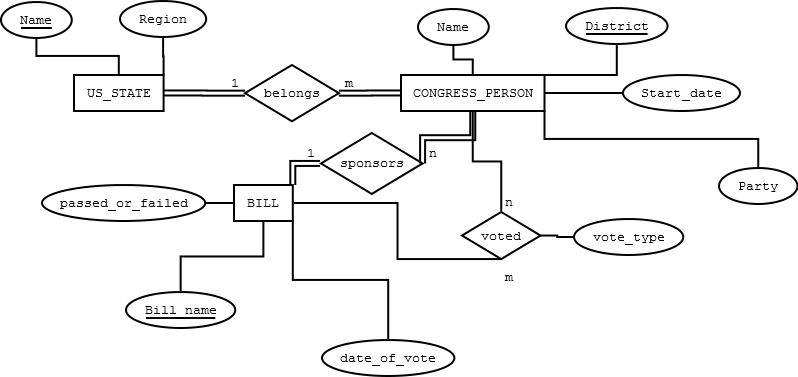 Name
Region
Name
District
US_STATE
1
belongs
m
CONGRESS_PERSON
Start_date
1
sponsors
n
Party
passed_or_failed
BILL
n
voted
vote_type
m
Bill name
date_of_vote